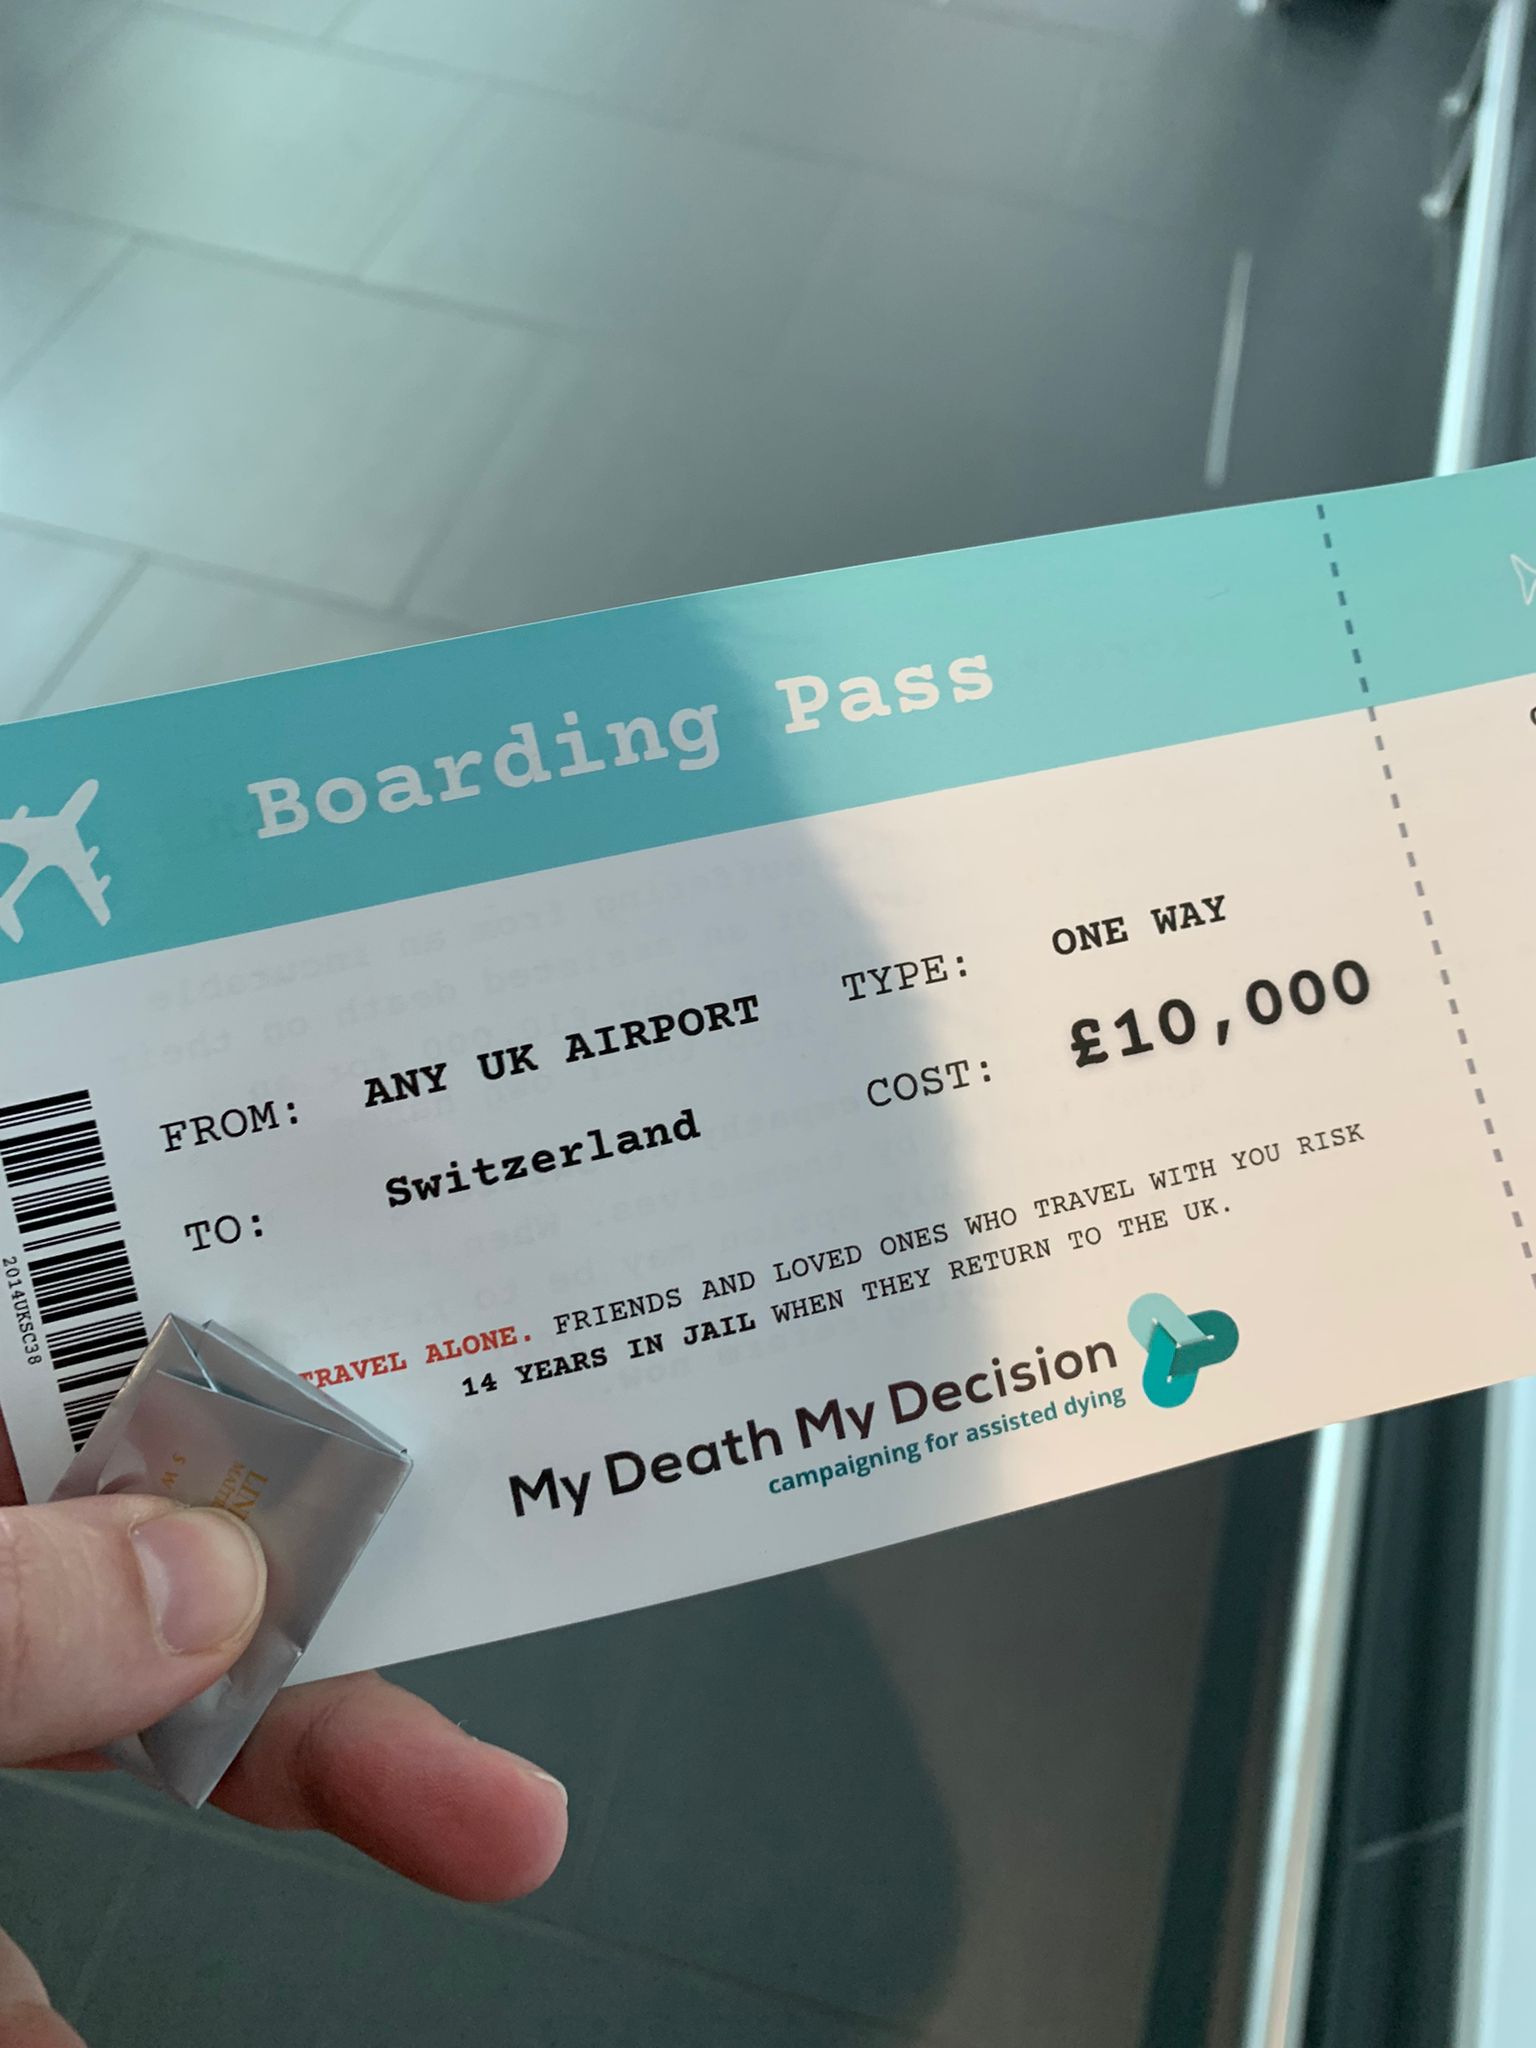 Boarding Pass
FROM: ANY UK AIRPORT TYPE: ONE WAY
TO: Switzerland COST: £10,000
TRAVEL ALONE. FRIENDS AND LOVED ONES WHO TRAVEL WITH YOU RISK
14 YEARS IN JAIL WHEN THEY RETURN TO THE UK.
My Death My Decision
campaigning for assisted dying
2014UKSC38